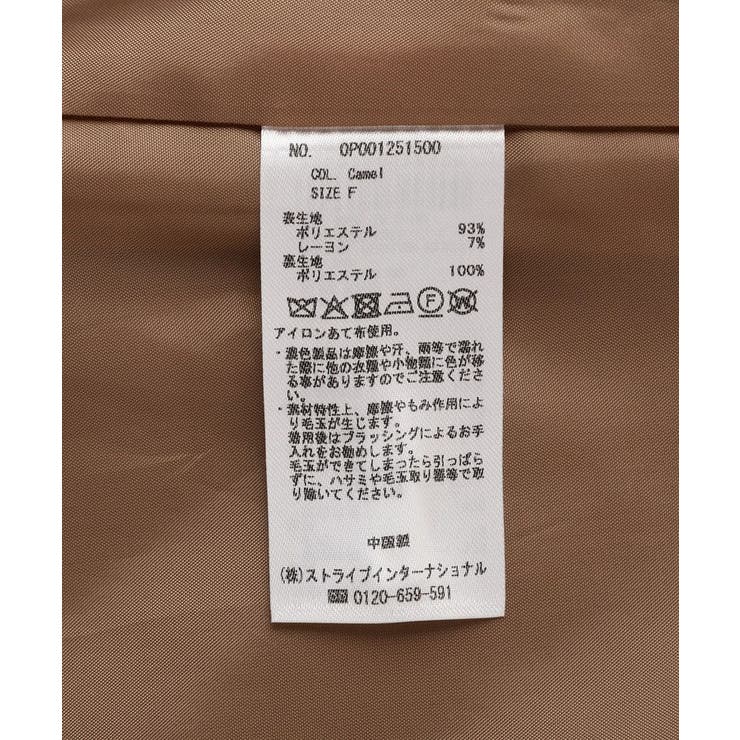 NO. 0P001251500
COL. Camel
SIZE F
表生地
ポリエステル 93%
レーヨン 7%
裏生地
ポリエステル 100%
F
W
アイロンあて布使用。
・濃色製品は摩擦や汗、雨等で濡れ
た際に他の衣類や小物類に色が移
る事がありますのでご注意くださ
い。
・素材特性上、摩擦やもみ作用によ
り毛玉が生じます。
着用後はブラッシングによるお手
入れをお勧めします。
毛玉ができてしまったら引っぱら
ずに、ハサミや毛玉取り器等で取
り除いてください。
中国製
(株)ストライプインターナショナル
0120-659-591